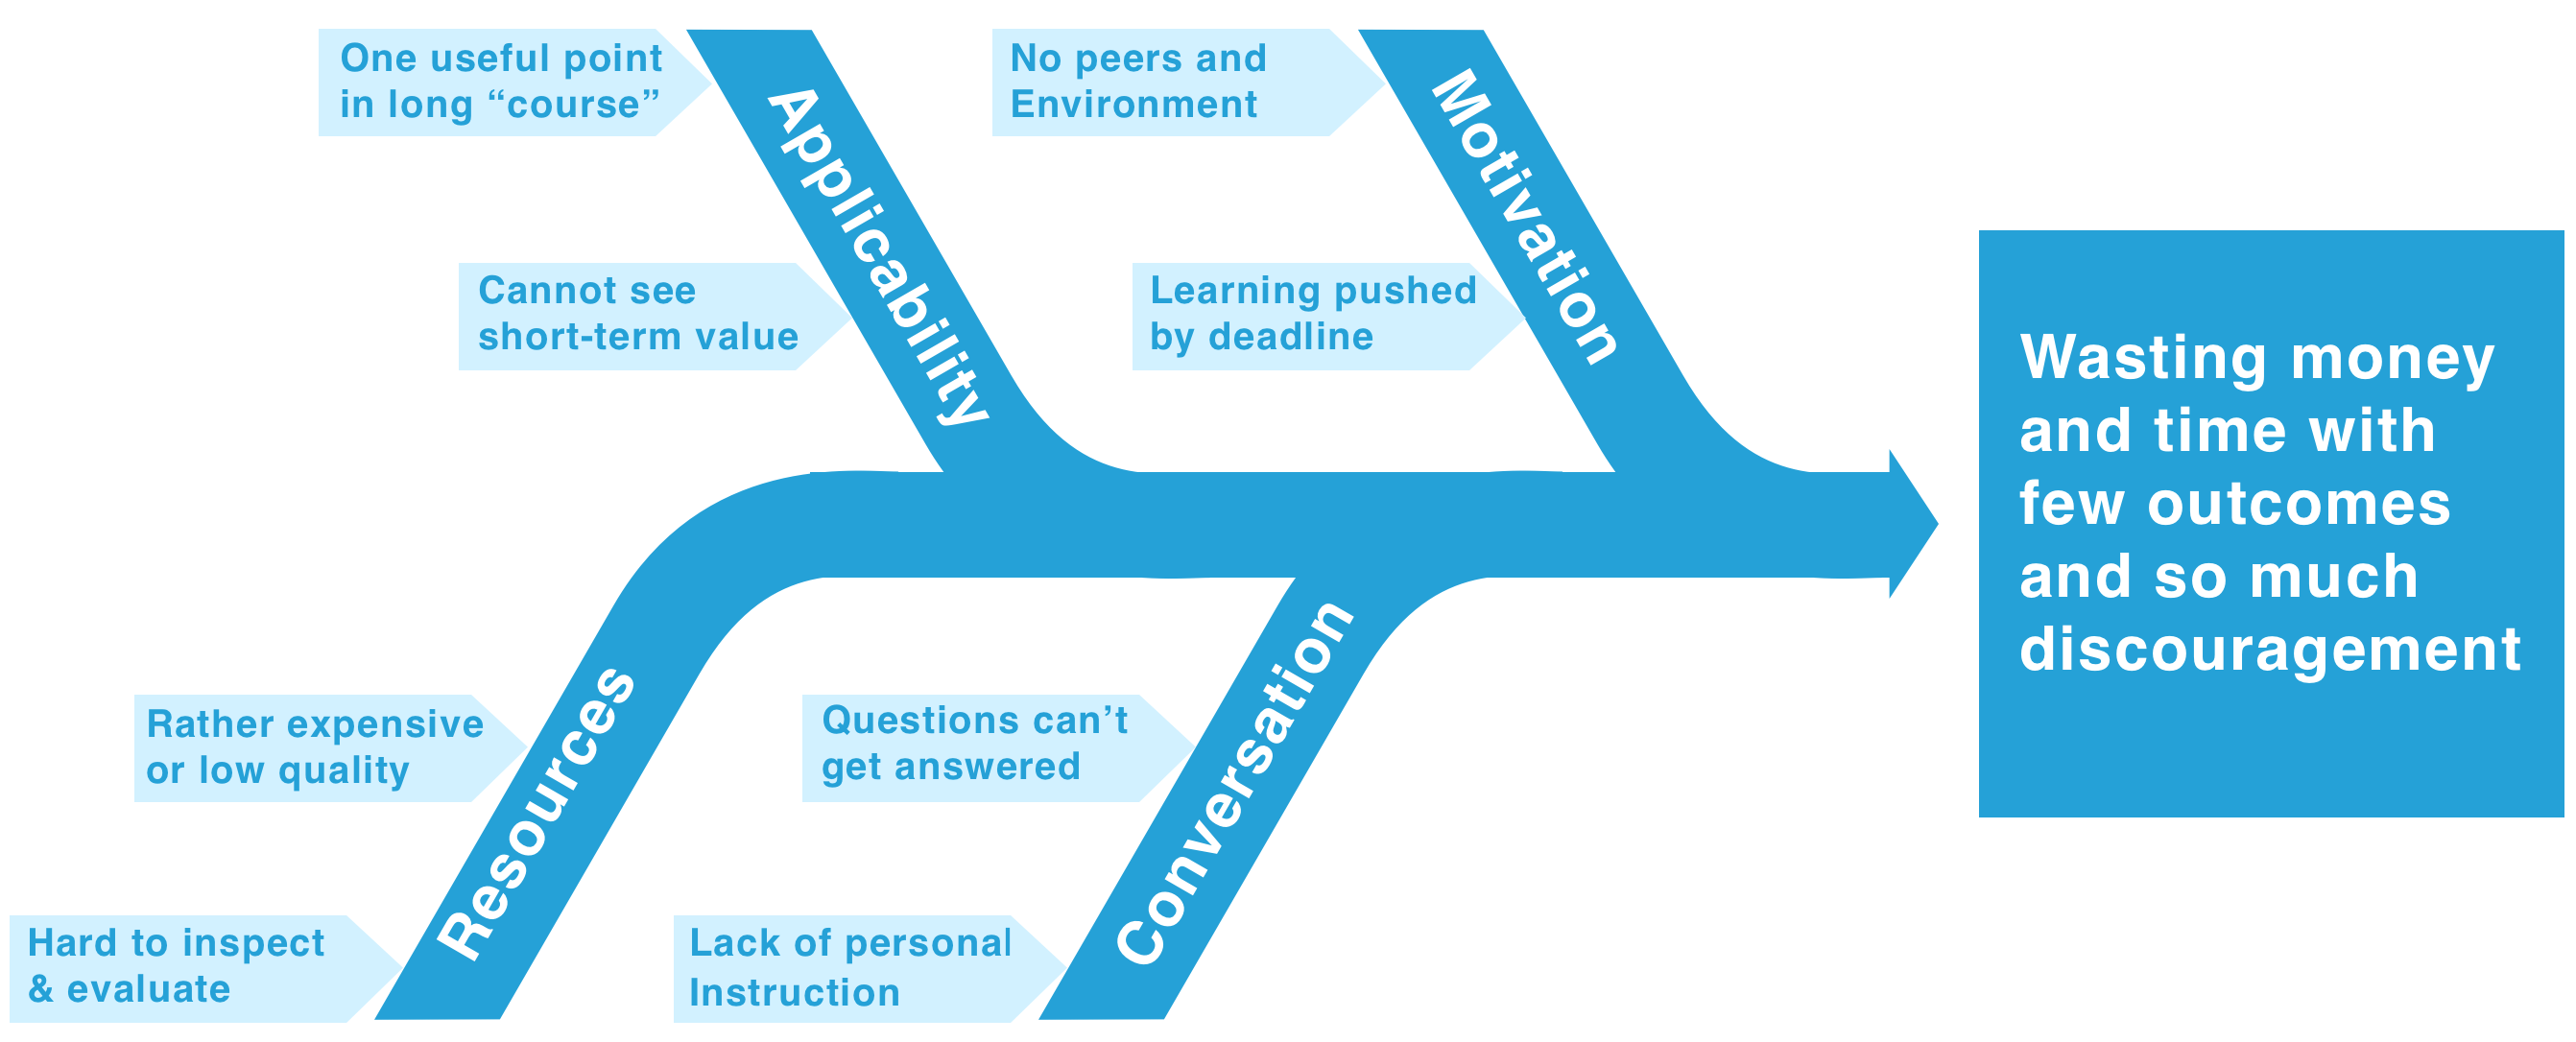 One useful point
in long “course”
Applicability
No peers and
Environment
Motivation
Cannot see
short-term value
Learning pushed
by deadline
Wasting money
and time with
few outcomes
and so much
discouragement
Rather expensive
or low quality
Resources
Questions can’t
get answered
Conversation
Hard to inspect
& evaluate
Lack of personal
Instruction